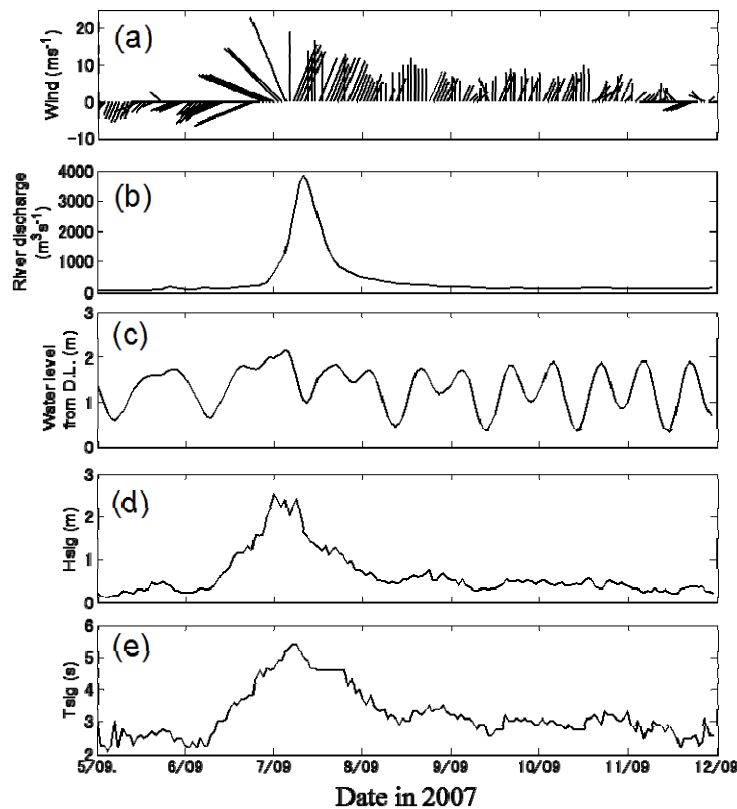 (a)
Wind (ms⁻¹)
20
10
0
-10
(b)
River discharge
(m³s⁻¹)
4000
3000
2000
1000
0
(c)
Water level
from D.L. (m)
3
2
1
0
(d)
Hsig (m)
3
2
1
0
(e)
Tsig (s)
6
5
4
3
2
5/09. 6/09 7/09 8/09 9/09 10/09 11/09 12/09
Date in 2007